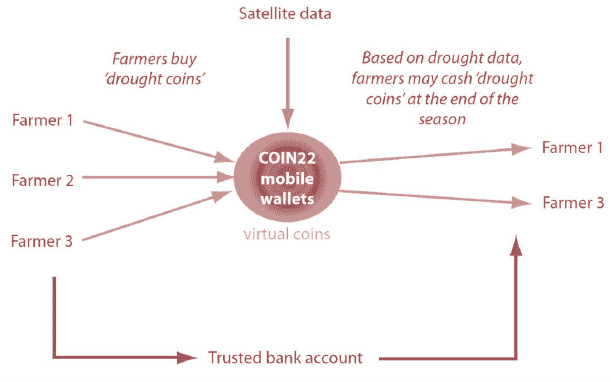 Satellite data
Farmers buy
'drought coins'
Based on drought data,
farmers may cash 'drought
coins' at the end of the
season
Farmer 1
Farmer 2
Farmer 3
COIN22
mobile
wallets
virtual coins
Farmer 1
Farmer 3
Trusted bank account